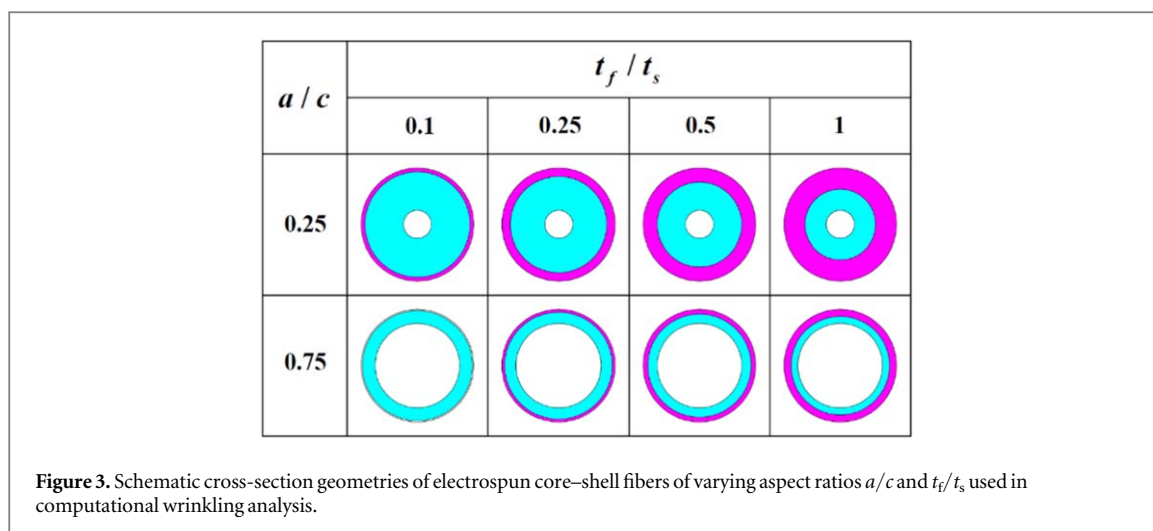 a / c
t_f / t_s
0.1 0.25 0.5 1
0.25
0.75
Figure 3. Schematic cross-section geometries of electrospun core–shell fibers of varying aspect ratios a/c and t_f/t_s used in
computational wrinkling analysis.